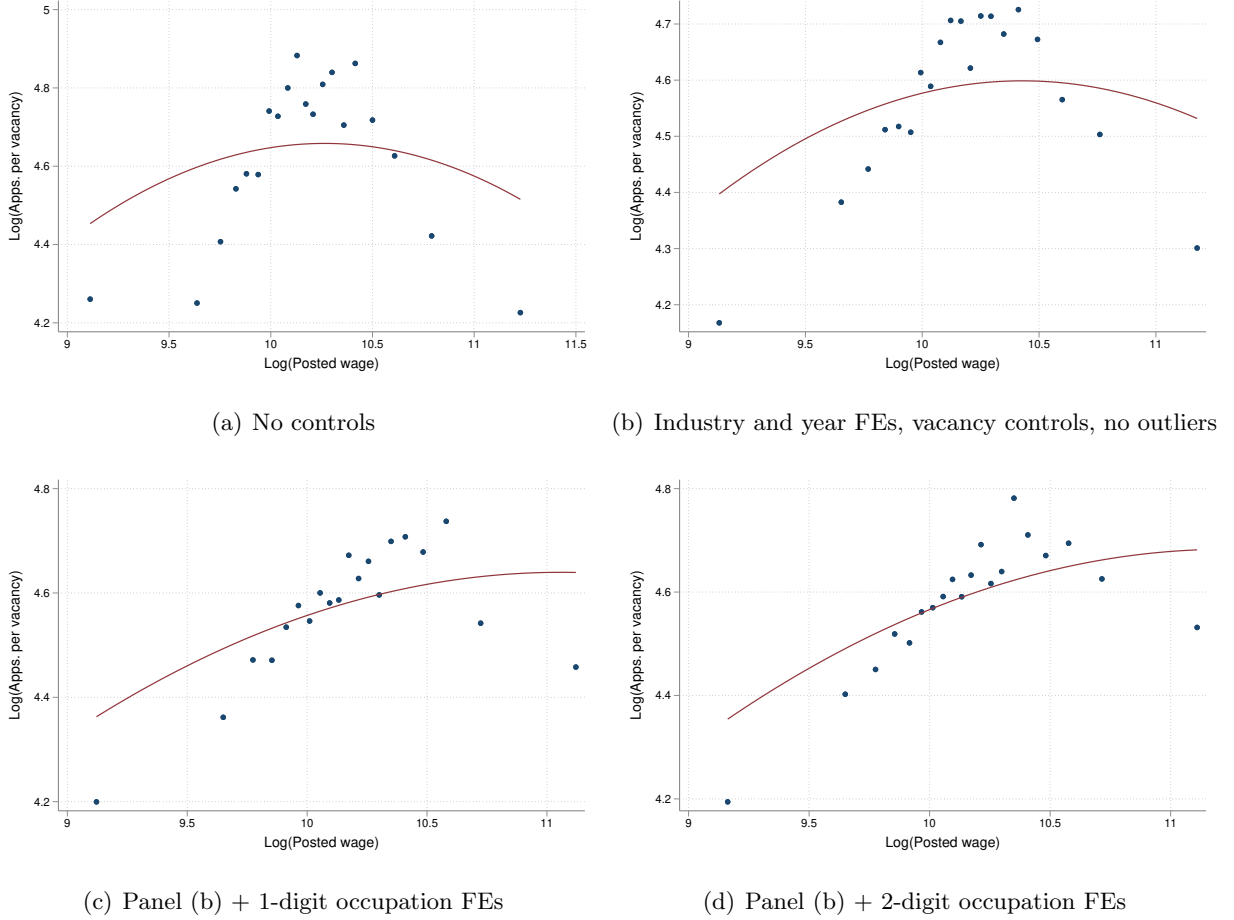 5
4.8
4.6
4.4
4.2
Log(Apps. per vacancy)
9 9.5 10 10.5 11 11.5
Log(Posted wage)
(a) No controls
4.7
4.6
4.5
4.4
4.3
4.2
Log(Apps. per vacancy)
9 9.5 10 10.5 11
Log(Posted wage)
(b) Industry and year FEs, vacancy controls, no outliers
4.8
4.6
4.4
4.2
Log(Apps. per vacancy)
9 9.5 10 10.5 11
Log(Posted wage)
(c) Panel (b) + 1-digit occupation FEs
4.8
4.6
4.4
4.2
Log(Apps. per vacancy)
9 9.5 10 10.5 11
Log(Posted wage)
(d) Panel (b) + 2-digit occupation FEs